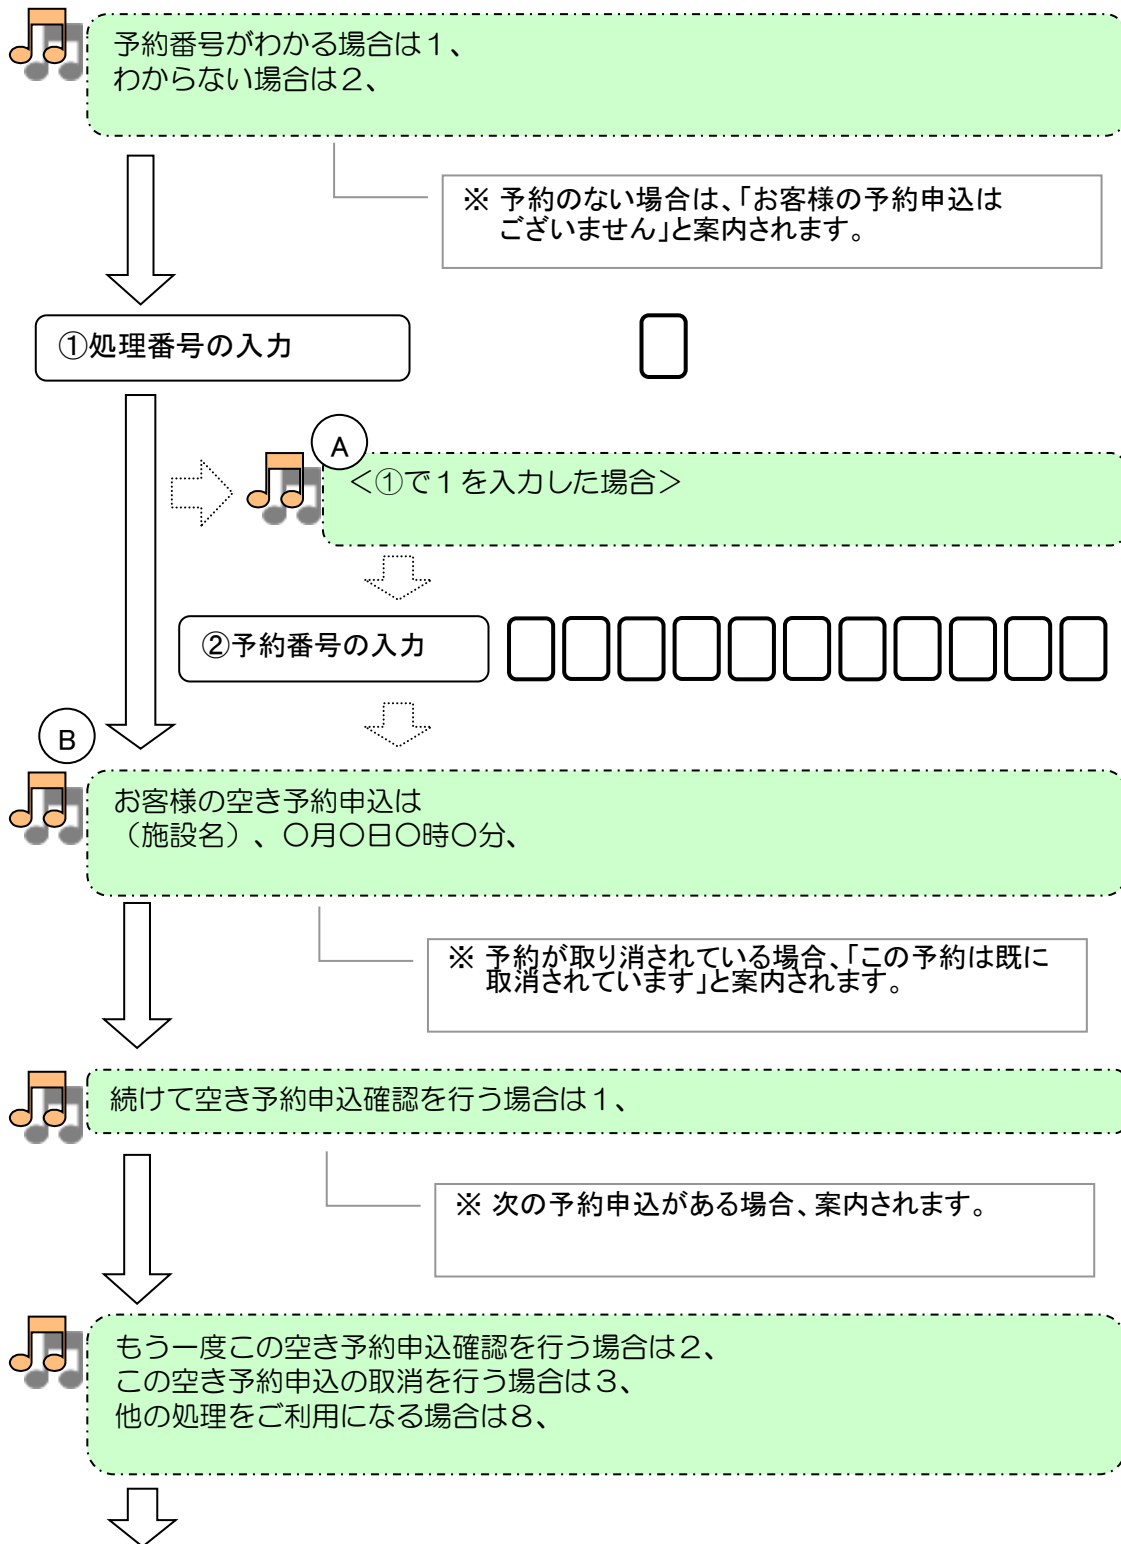 予約番号がわかる場合は１、
わからない場合は２、
※ 予約のない場合は、「お客様の予約申込は
ございません」と案内されます。
①処理番号の入力
A
＜①で１を入力した場合＞
②予約番号の入力
B
お客様の空き予約申込は
（施設名）、〇月〇日〇時〇分、
※ 予約が取り消されている場合、「この予約は既に
取消されています」と案内されます。
続けて空き予約申込確認を行う場合は１、
※ 次の予約申込がある場合、案内されます。
もう一度この空き予約申込確認を行う場合は２、
この空き予約申込の取消を行う場合は３、
他の処理をご利用になる場合は８、